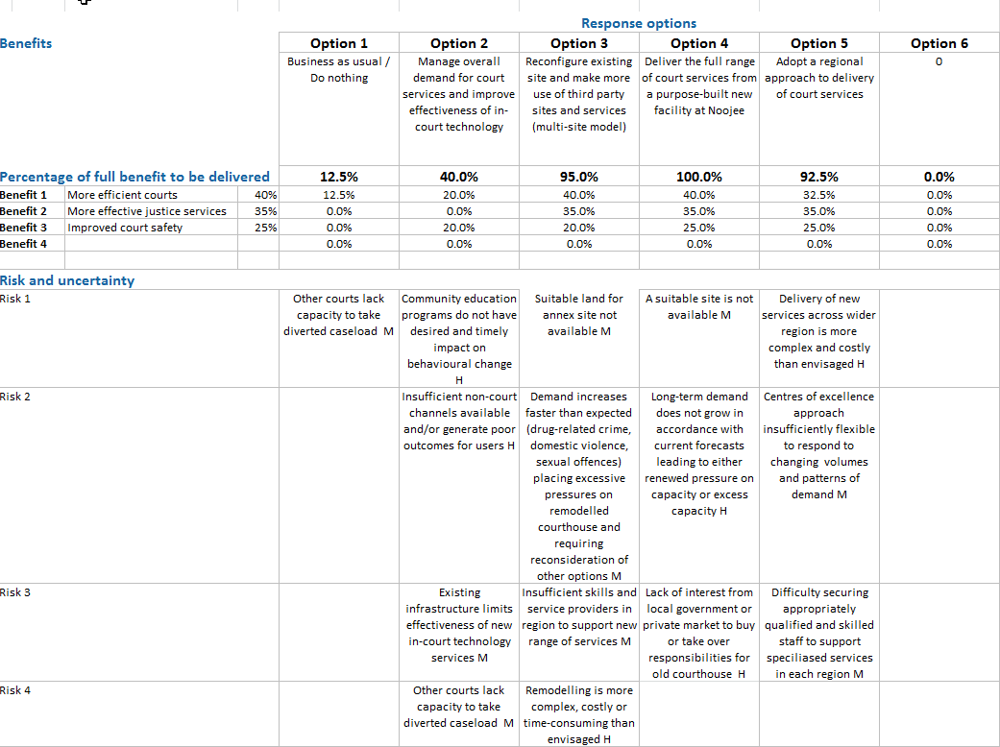 Response options
Benefits Option 1 Option 2 Option 3 Option 4 Option 5 Option 6
Business as usual /
Do nothing
Manage overall
demand for court
services and improve
effectiveness of in-
court technology
Reconfigure existing
site and make more
use of third party
sites and services
(multi-site model)
Deliver the full range
of court services from
a purpose-built new
facility at Noojee
Adopt a regional
approach to delivery
of court services
0
Percentage of full benefit to be delivered 12.5% 40.0% 95.0% 100.0% 92.5% 0.0%
Benefit 1 More efficient courts 40% 12.5% 20.0% 40.0% 40.0% 32.5% 0.0%
Benefit 2 More effective justice services 35% 0.0% 0.0% 35.0% 35.0% 35.0% 0.0%
Benefit 3 Improved court safety 25% 0.0% 20.0% 20.0% 25.0% 25.0% 0.0%
Benefit 4 0.0% 0.0% 0.0% 0.0% 0.0% 0.0%
Risk and uncertainty
Risk 1
Other courts lack
capacity to take
diverted caseload M
Community education
programs do not have
desired and timely
impact on
behavioural change
H
Suitable land for
annex site not
available M
A suitable site is not
available M
Delivery of new
services across wider
region is more
complex and costly
than envisaged H
Risk 2
Insufficient non-court
channels available
and/or generate poor
outcomes for users H
Demand increases
faster than expected
(drug-related crime,
domestic violence,
sexual offences)
placing excessive
pressures on
remodelled
courthouse and
requiring
reconsideration of
other options M
Long-term demand
does not grow in
accordance with
current forecasts
leading to either
renewed pressure on
capacity or excess
capacity H
Centres of excellence
approach
insufficiently flexible
to respond to
changing volumes
and patterns of
demand M
Risk 3
Existing
infrastructure limits
effectiveness of new
in-court technology
services M
Insufficient skills and
service providers in
region to support new
range of services M
Lack of interest from
local government or
private market to buy
or take over
responsibilities for
old courthouse H
Difficulty securing
appropriately
qualified and skilled
staff to support
speciliased services
in each region M
Risk 4
Other courts lack
capacity to take
diverted caseload M
Remodelling is more
complex, costly or
time-consuming than
envisaged H